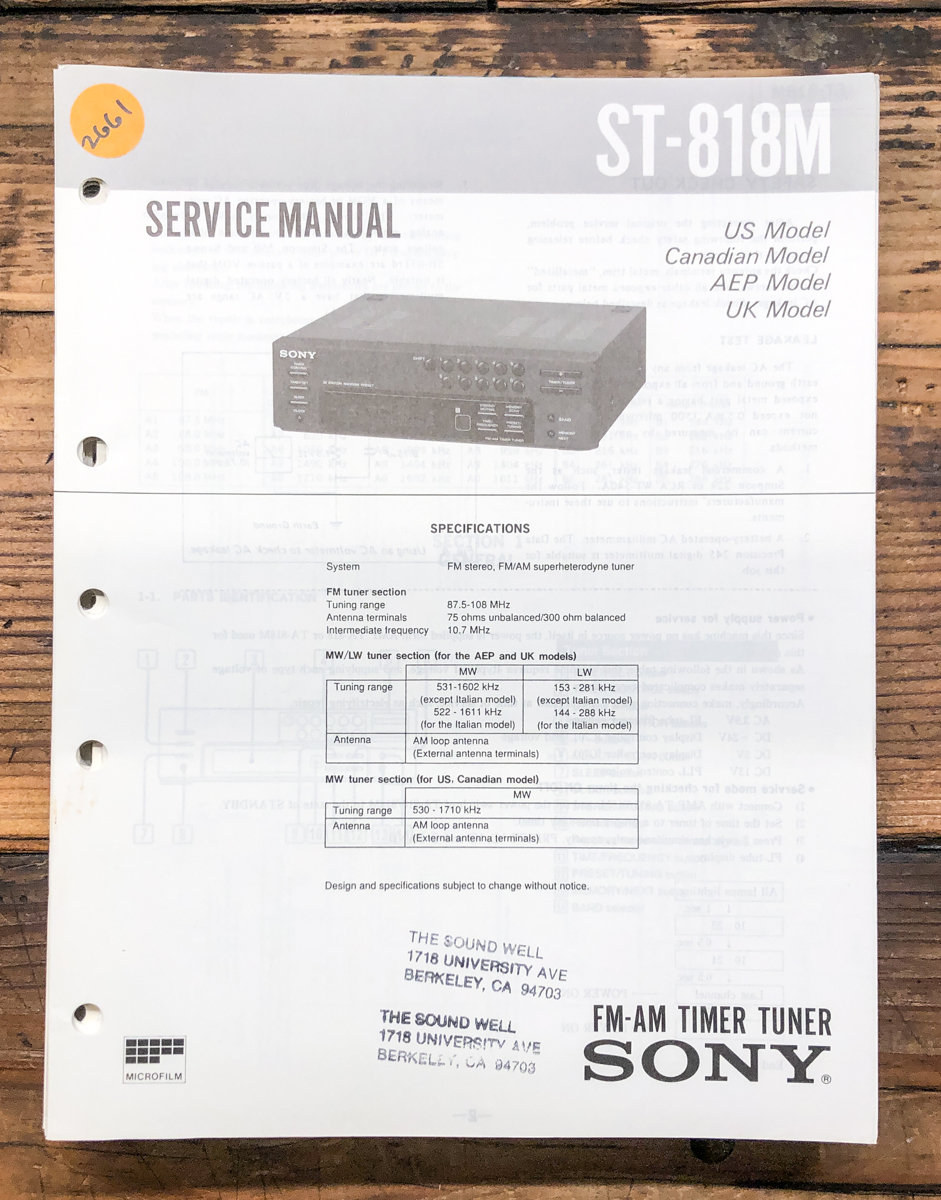 2661
ST-818M
SERVICE MANUAL
US Model
Canadian Model
AEP Model
UK Model
SONY
SPECIFICATIONS
System FM stereo, FM/AM superheterodyne tuner
FM tuner section
Tuning range 87.5-108 MHz
Antenna terminals 75 ohms unbalanced/300 ohm balanced
Intermediate frequency 10.7 MHz
MW/LW tuner section (for the AEP and UK models)
MW LW
Tuning range 531-1602 kHz 153 - 281 kHz
(except Italian model) (except Italian model)
522 - 1611 kHz 144 - 288 kHz
(for the Italian model) (for the Italian model)
Antenna AM loop antenna
(External antenna terminals)
MW tuner section (for US, Canadian model)
MW
Tuning range 530 - 1710 kHz
Antenna AM loop antenna
(External antenna terminals)
Design and specifications subject to change without notice.
THE SOUND WELL
1718 UNIVERSITY AVE
BERKELEY, CA 94703
THE SOUND WELL
1718 UNIVERSITY AVE
BERKELEY, CA 94703
MICROFILM
FM-AM TIMER TUNER
SONY®